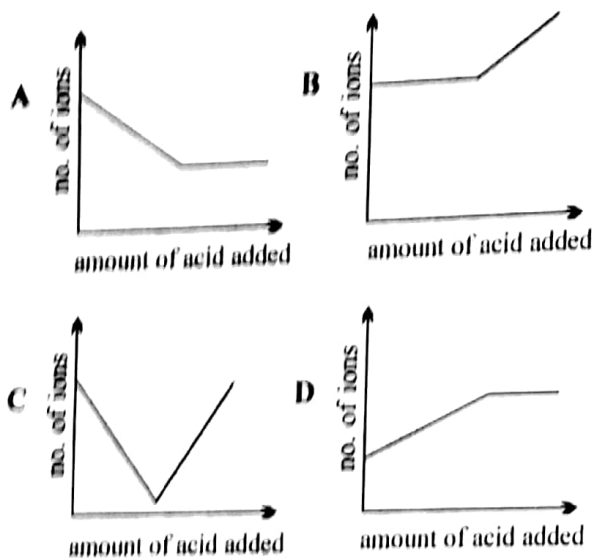 A
no. of ions
amount of acid added
B
no. of ions
amount of acid added
C
no. of ions
amount of acid added
D
no. of ions
amount of acid added